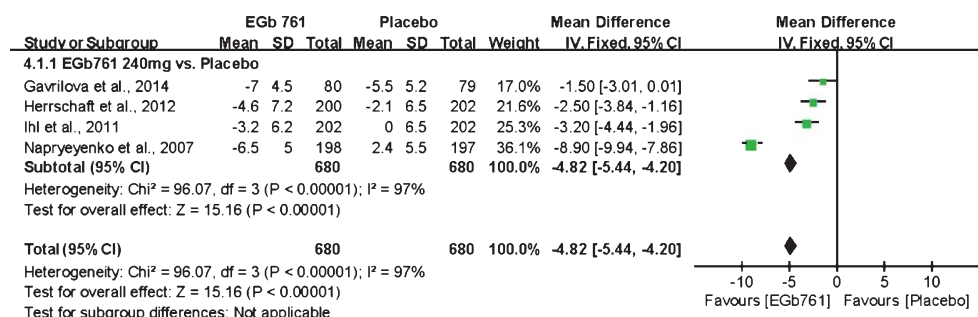 EGb 761 Placebo Mean Difference Mean Difference
Study or Subgroup Mean SD Total Mean SD Total Weight IV, Fixed, 95% CI IV, Fixed, 95% CI
4.1.1 EGb761 240mg vs. Placebo
Gavrilova et al., 2014 -7 4.5 80 -5.5 5.2 79 17.0% -1.50 [-3.01, 0.01]
Herrschaft et al., 2012 -4.6 7.2 200 -2.1 6.5 202 21.6% -2.50 [-3.84, -1.16]
Ihl et al., 2011 -3.2 6.2 202 0 6.5 202 25.3% -3.20 [-4.44, -1.96]
Napryeyenko et al., 2007 -6.5 5 198 2.4 5.5 197 36.1% -8.90 [-9.94, -7.86]
Subtotal (95% CI) 680 680 100.0% -4.82 [-5.44, -4.20]
Heterogeneity: Chi² = 96.07, df = 3 (P < 0.00001); I² = 97%
Test for overall effect: Z = 15.16 (P < 0.00001)
Total (95% CI) 680 680 100.0% -4.82 [-5.44, -4.20]
Heterogeneity: Chi² = 96.07, df = 3 (P < 0.00001); I² = 97%
Test for overall effect: Z = 15.16 (P < 0.00001)
Test for subgroup differences: Not applicable
-10 -5 0 5 10
Favours [EGb761] Favours [Placebo]